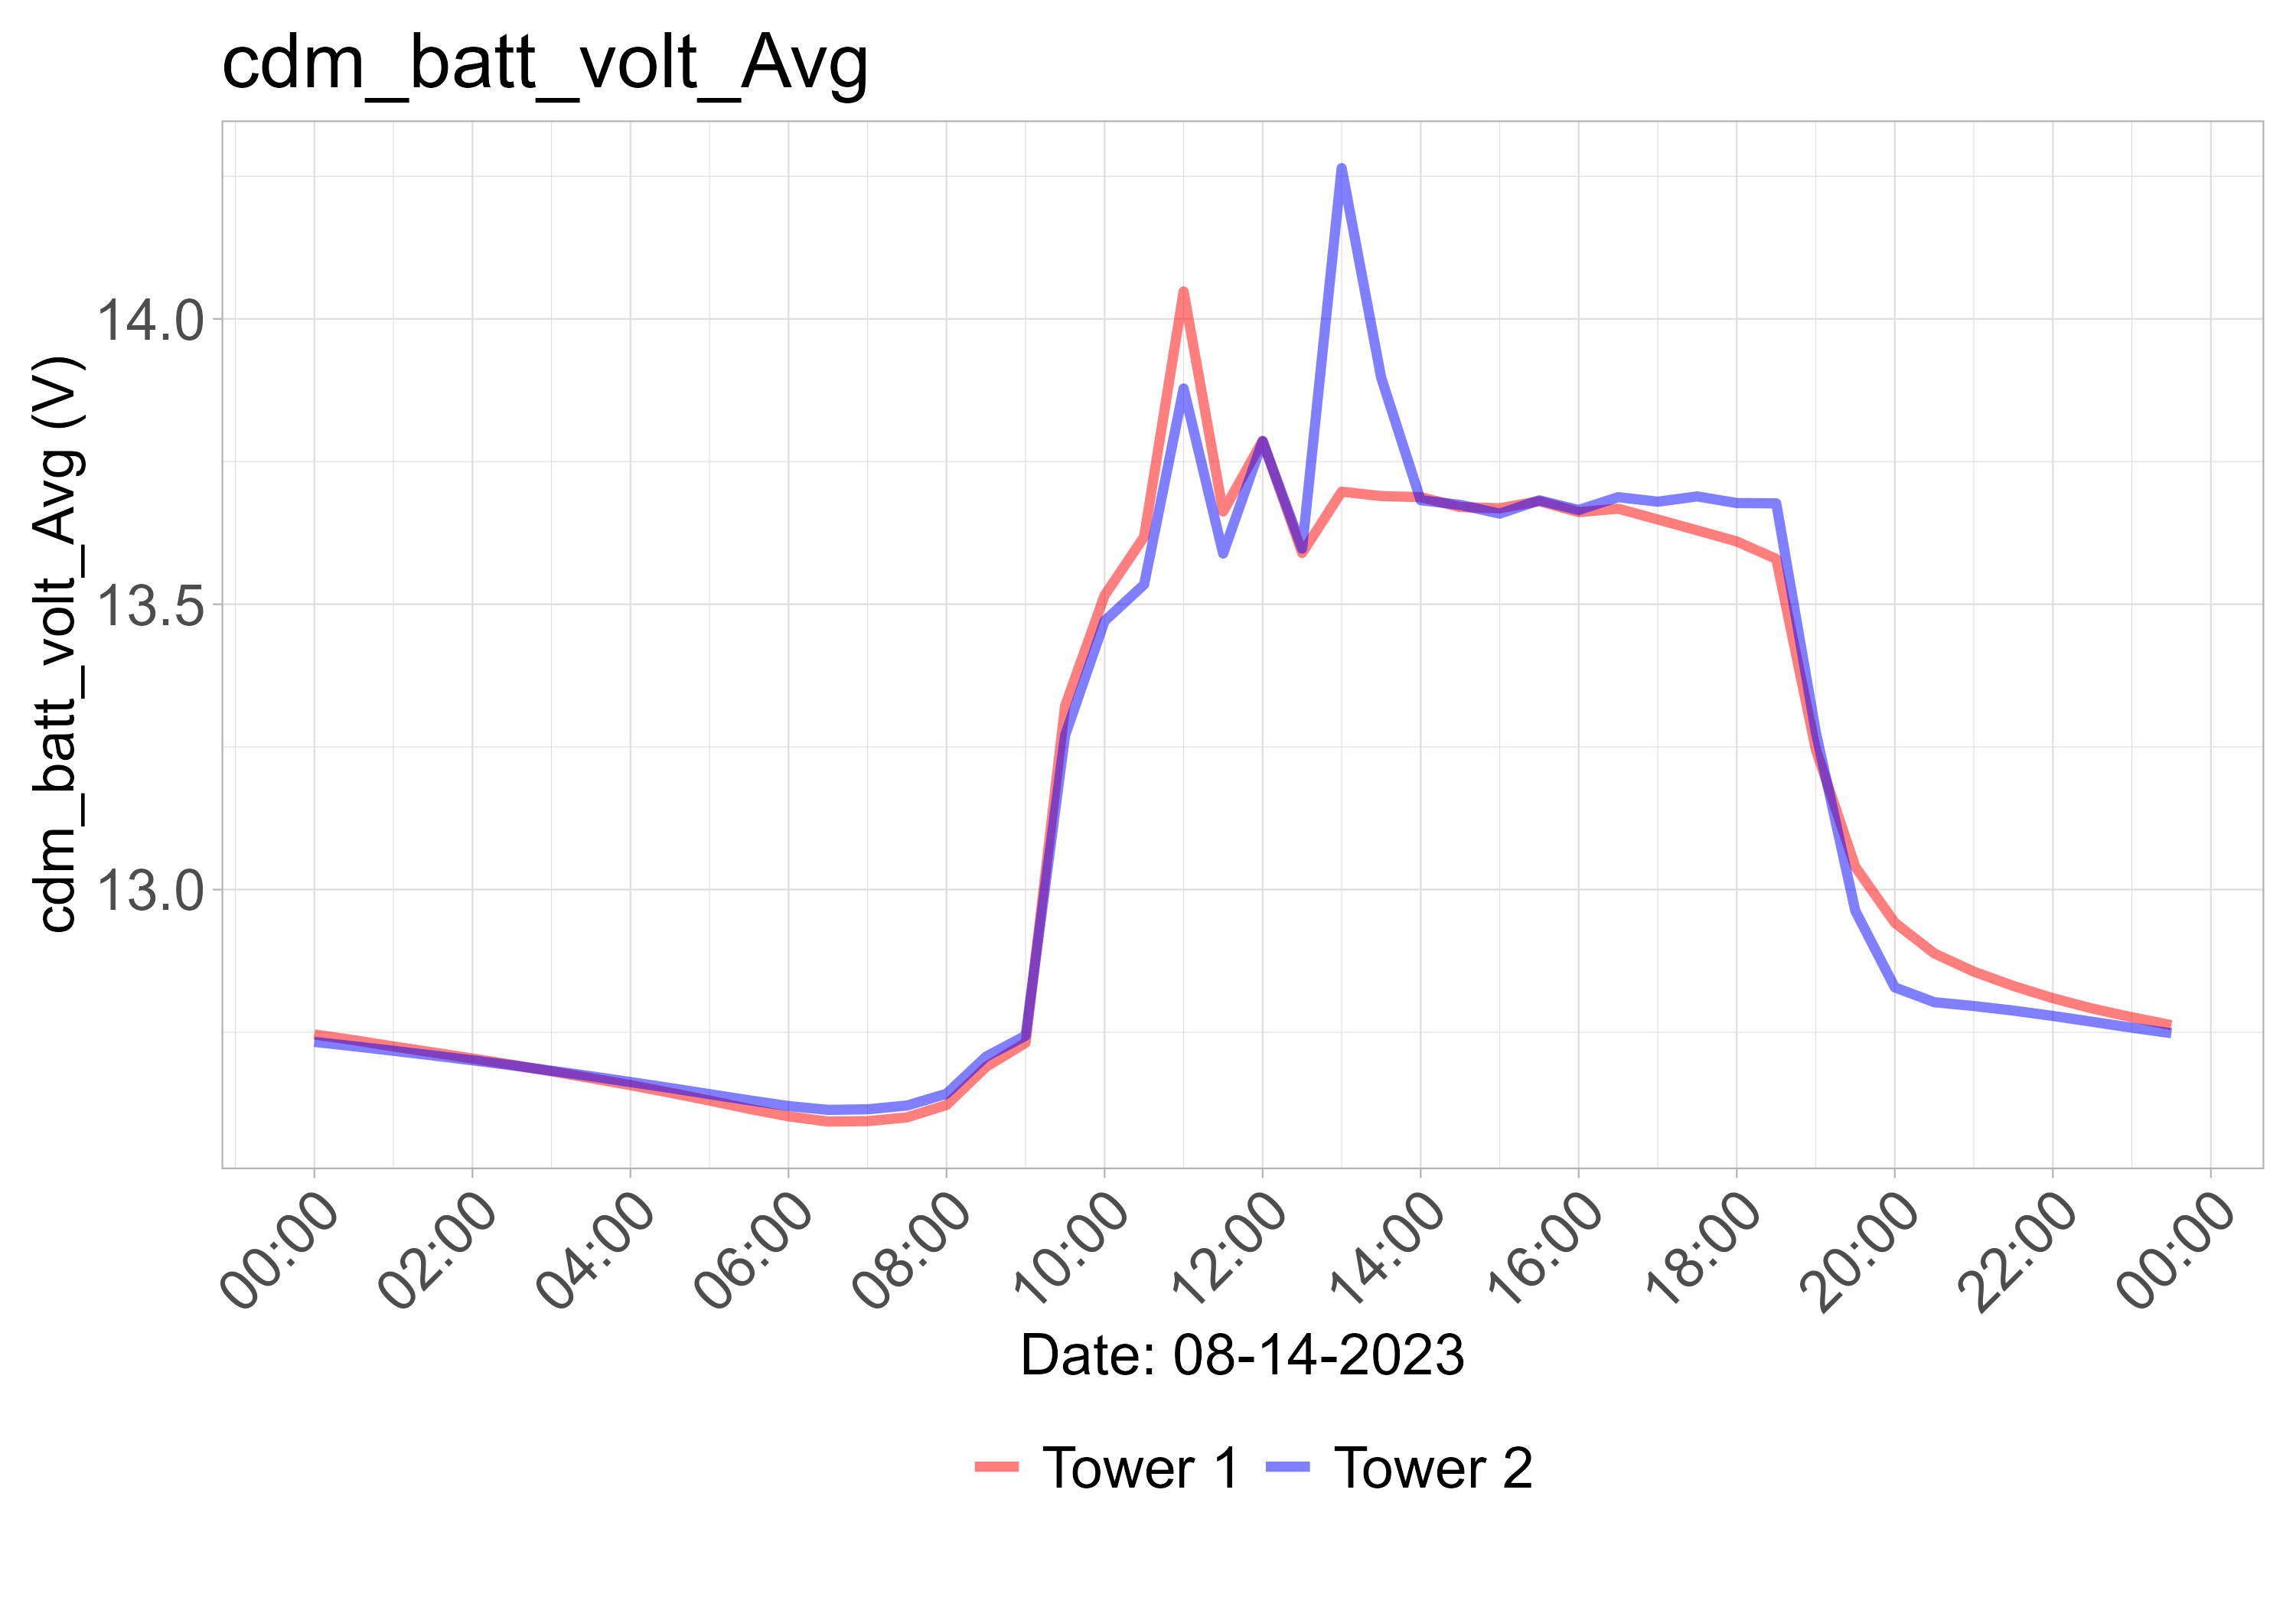 cdm_batt_volt_Avg
cdm_batt_volt_Avg (V)
14.0
13.5
13.0
00:00 02:00 04:00 06:00 08:00 10:00 12:00 14:00 16:00 18:00 20:00 22:00 00:00
Date: 08-14-2023
Tower 1 Tower 2